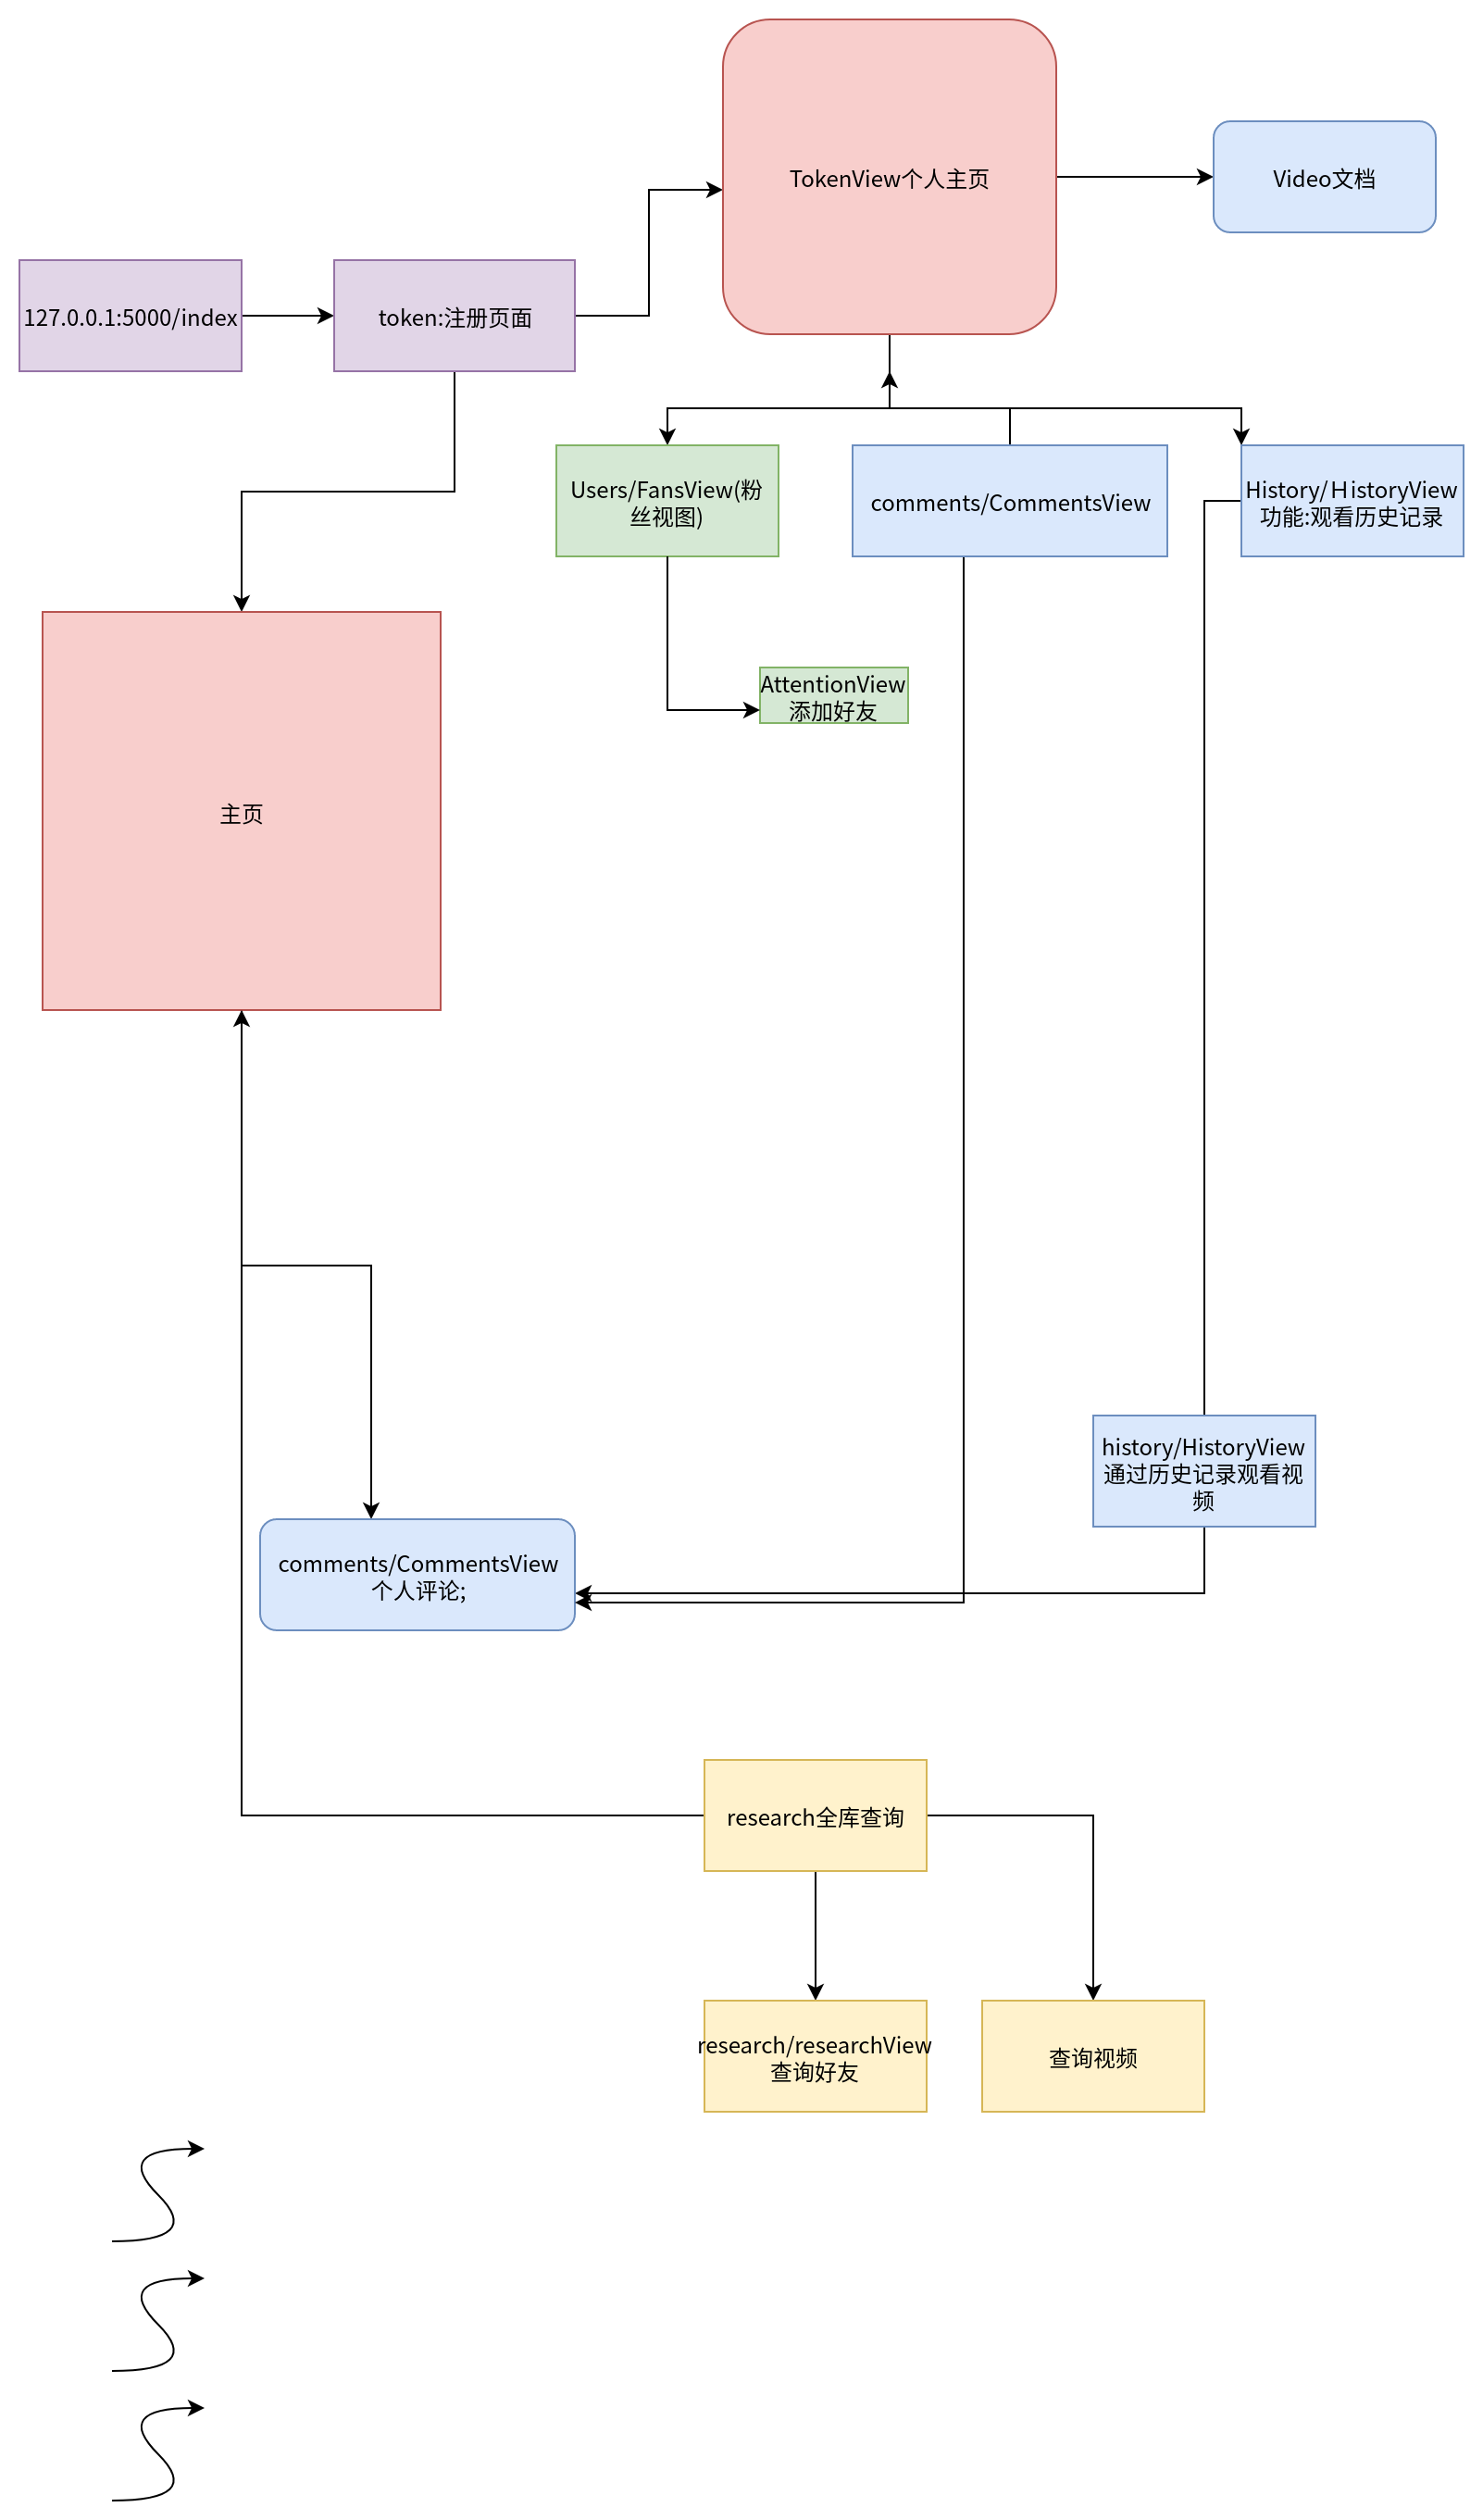 TokenView个人主页
Video文档
127.0.0.1:5000/index
token:注册页面
Users/FansView(粉
丝视图)
comments/CommentsView
History/ＨistoryView
功能:观看历史记录
AttentionView
添加好友
主页
history/HistoryView
通过历史记录观看视
频
comments/CommentsView
个人评论;
research全库查询
research/researchView
查询好友
查询视频